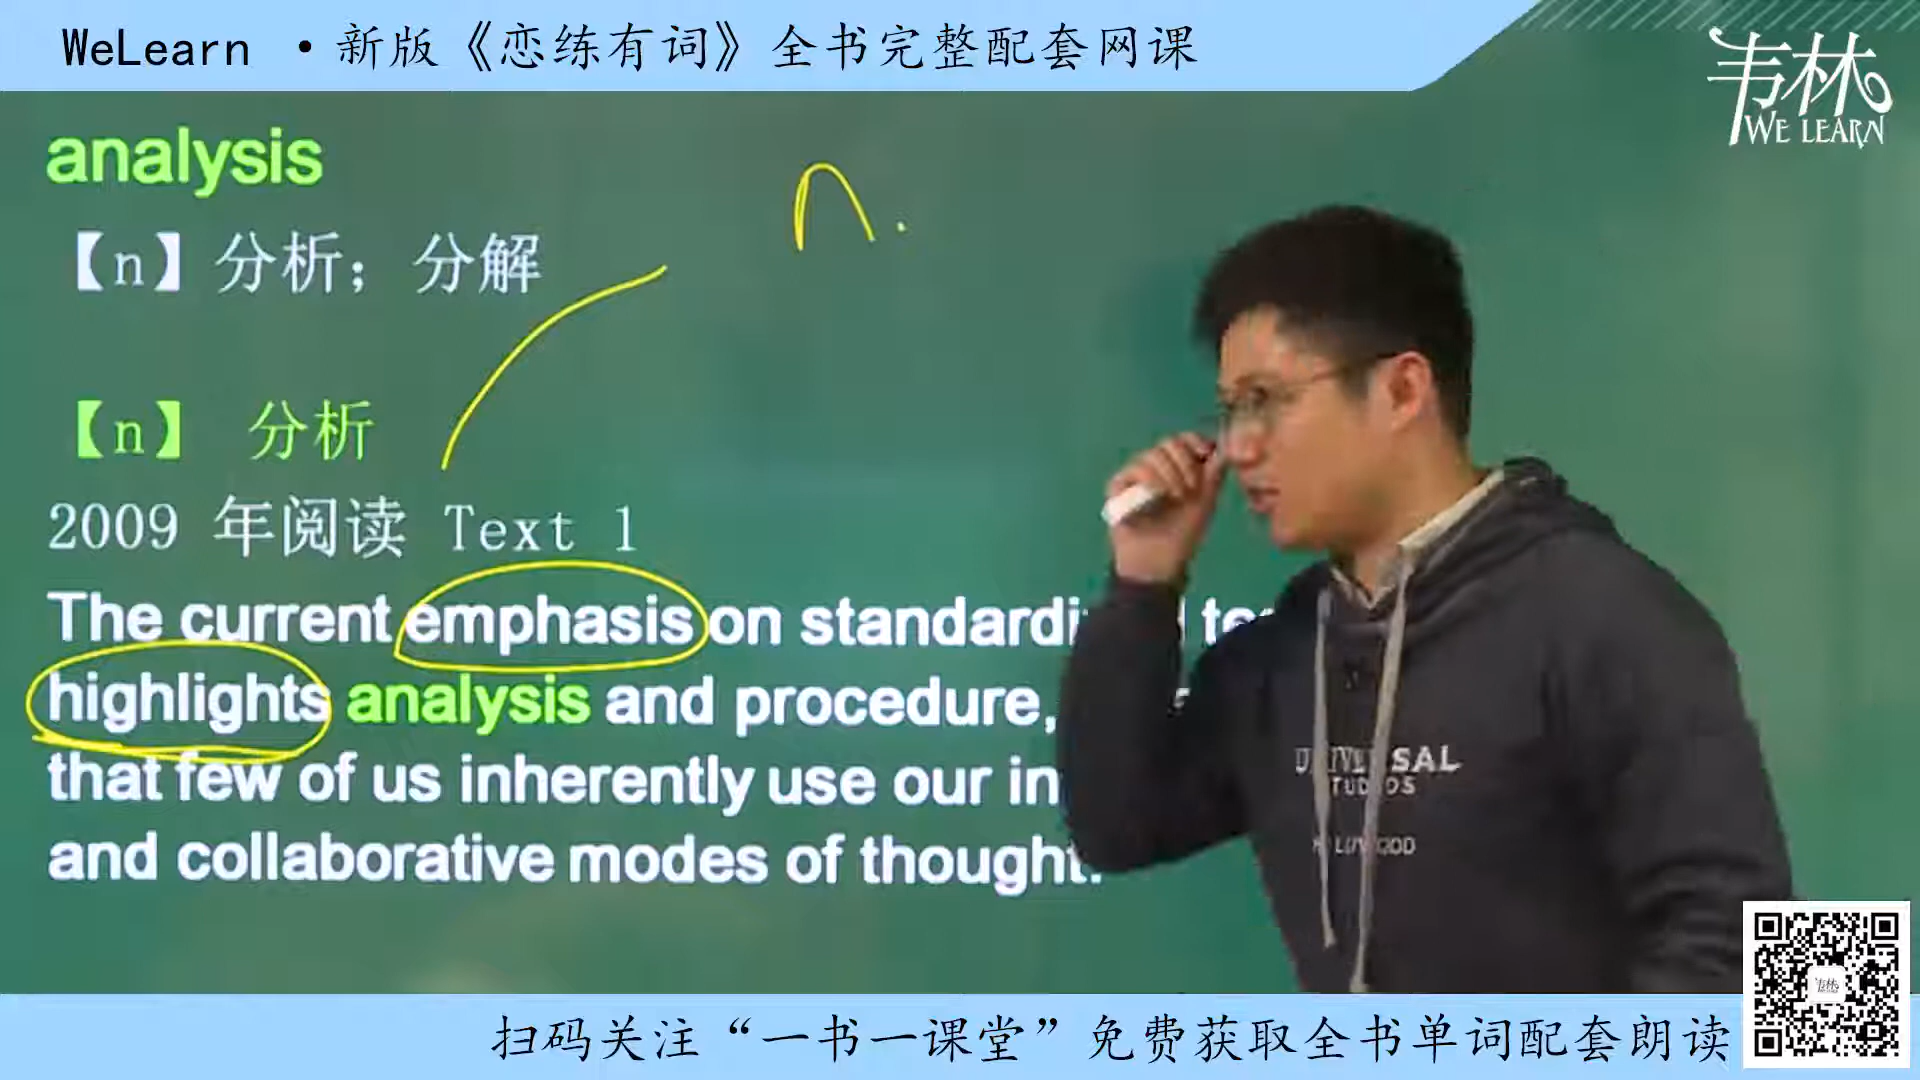 WeLearn ·新版《恋练有词》全书完整配套网课
韦林
WE LEARN
analysis
n.
【n】分析；分解
【n】 分析
2009 年阅读 Text 1
The current emphasis on
highlights analysis and procedure,
that few of us inherently use our
and collaborative modes of thought.
UNIVERSAL
STUDIOS
扫码关注“一书一课堂”免费获取全书单词配套朗读